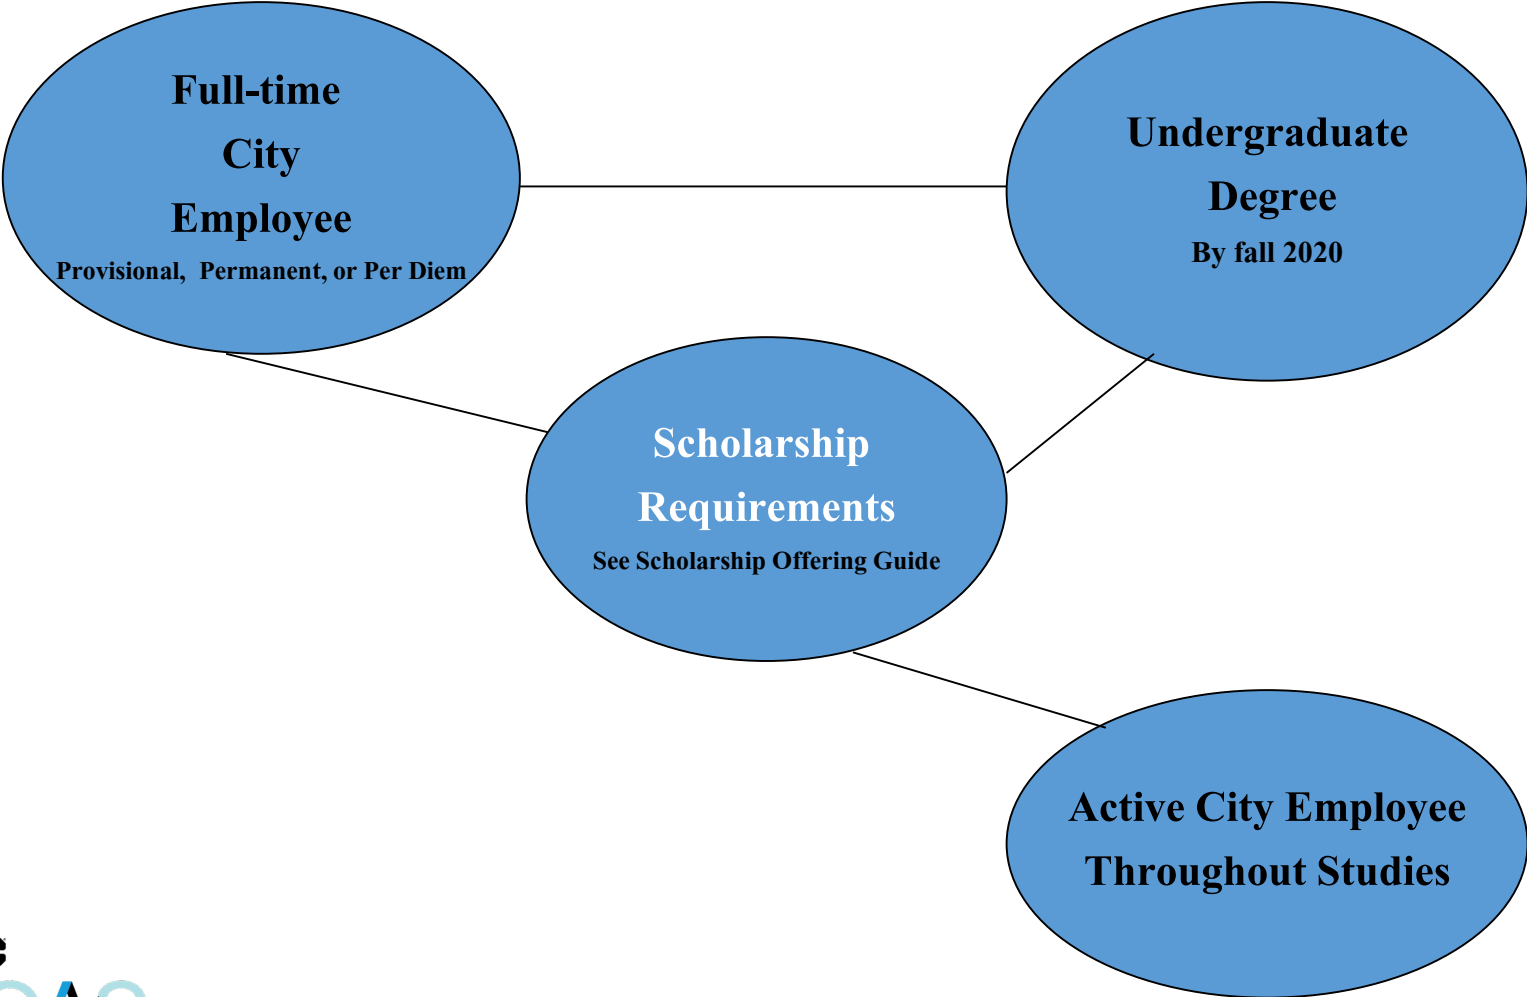 Full-time
City
Employee
Provisional, Permanent, or Per Diem
Undergraduate
Degree
By fall 2020
Scholarship
Requirements
See Scholarship Offering Guide
Active City Employee
Throughout Studies